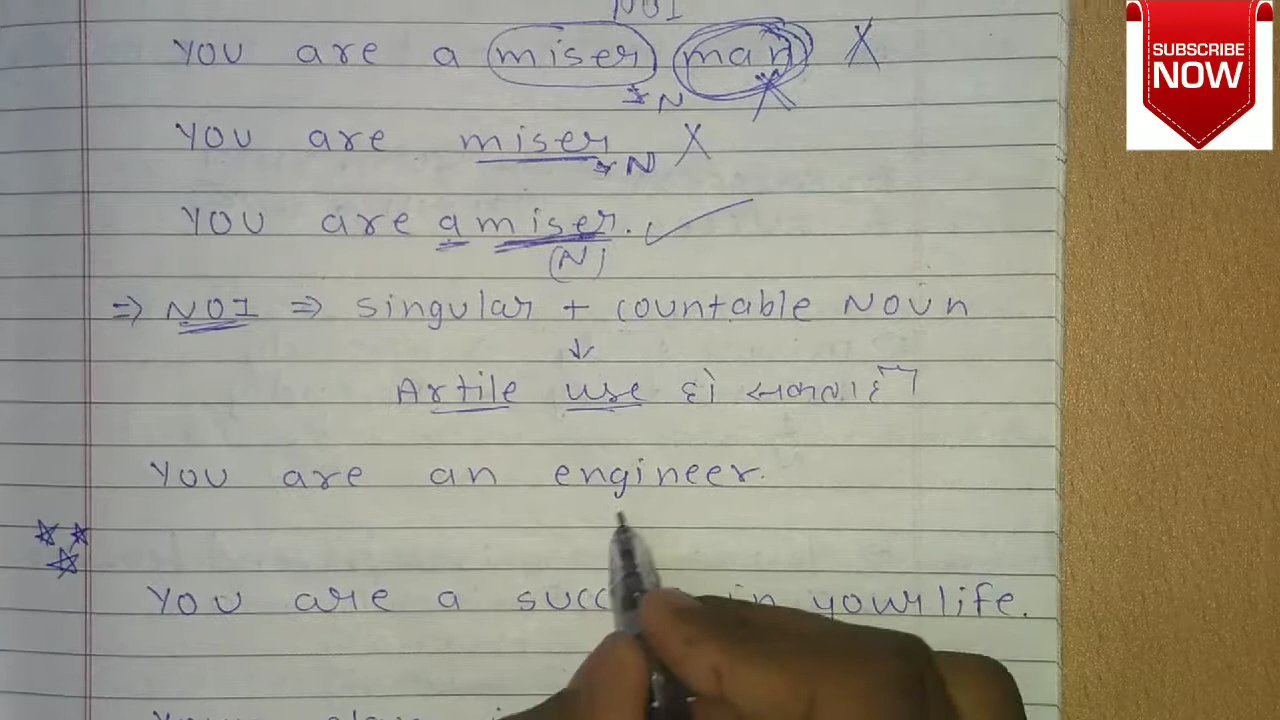 NO1
SUBSCRIBE
NOW
You are a miser man X
N
You are miser X
N
You are a miser.
(N)
⇒ NO1 ⇒ singular + countable Noun
↓
Artile use
You are an engineer.
You are a in your life.